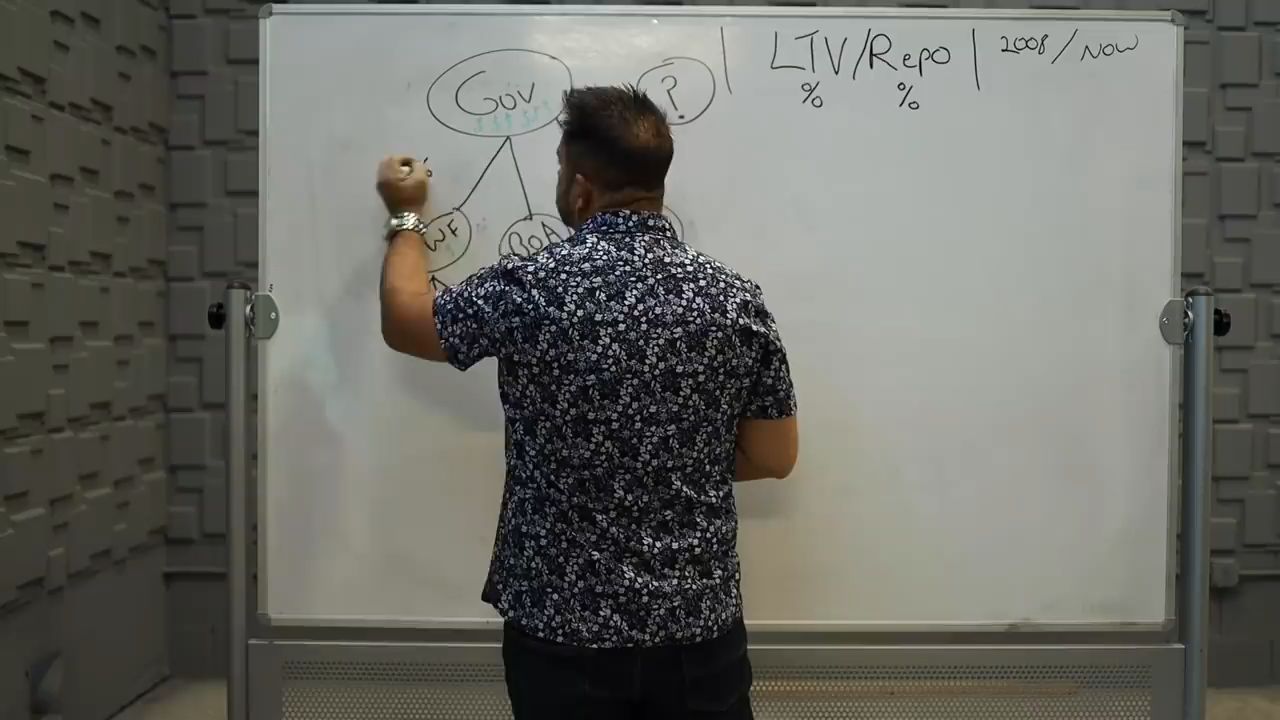 Gov
$ $ $ $ $
?
LTV/Repo
% %
2008/NOW
WF
BOA